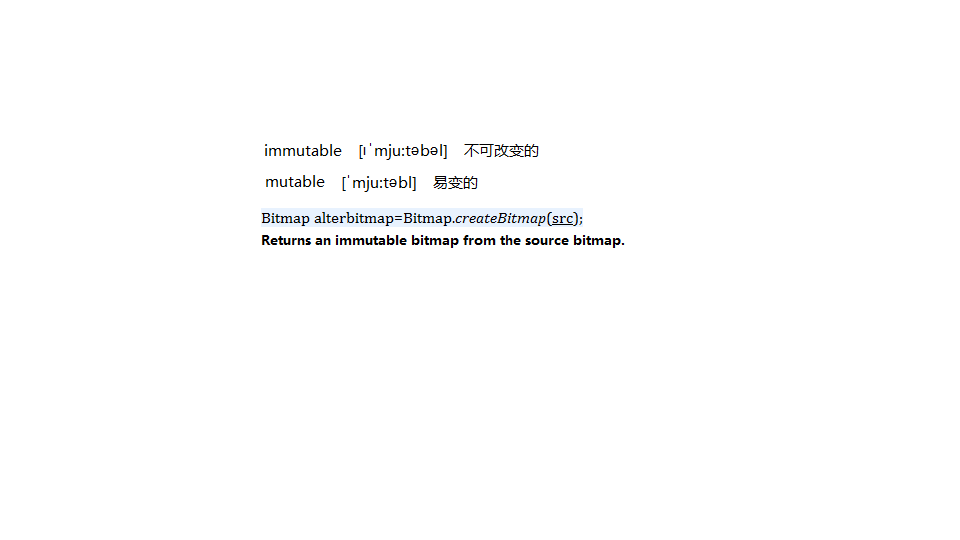 immutable [ɪˈmju:təbəl] 不可改变的
mutable [ˈmju:təbl] 易变的
Bitmap alterbitmap=Bitmap.createBitmap(src);
Returns an immutable bitmap from the source bitmap.